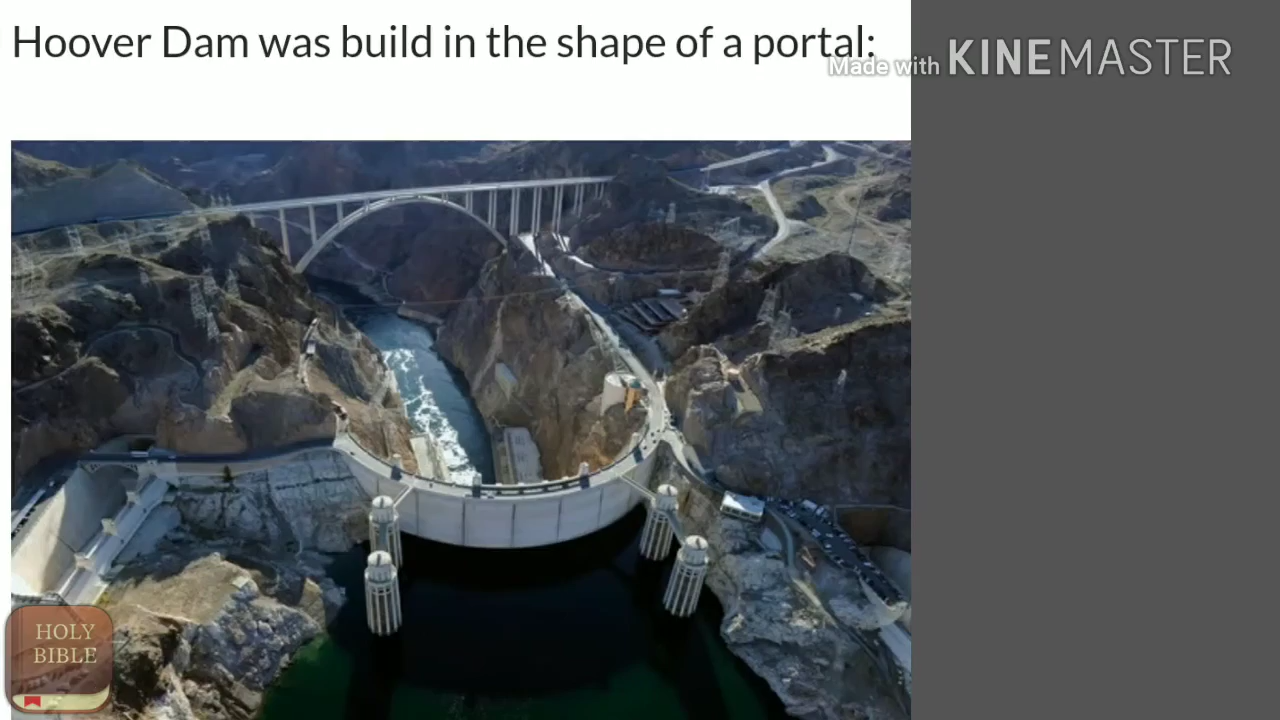 Hoover Dam was build in the shape of a portal:
Made with KINEMASTER
HOLY
BIBLE